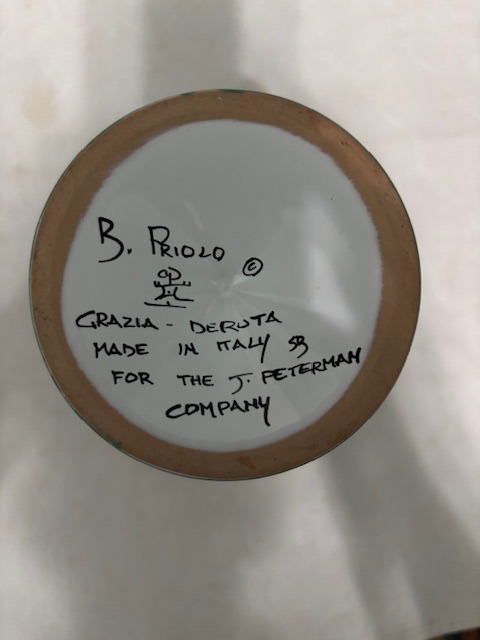 B. PRIOLO ©
GRAZIA - DERUTA
MADE IN ITALY
FOR THE J. PETERMAN
COMPANY